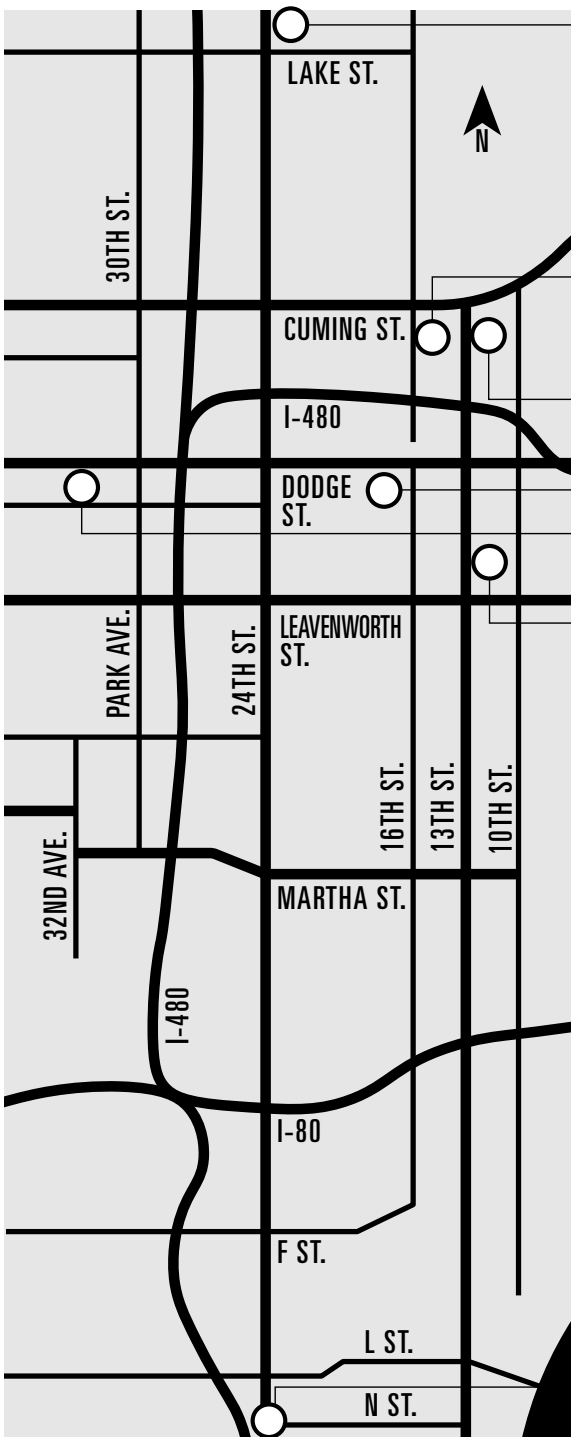 LAKE ST.
N
30TH ST.
CUMING ST.
I-480
DODGE
ST.
LEAVENWORTH
ST.
PARK AVE.
24TH ST.
16TH ST.
13TH ST.
10TH ST.
32ND AVE.
MARTHA ST.
I-480
I-80
F ST.
L ST.
N ST.